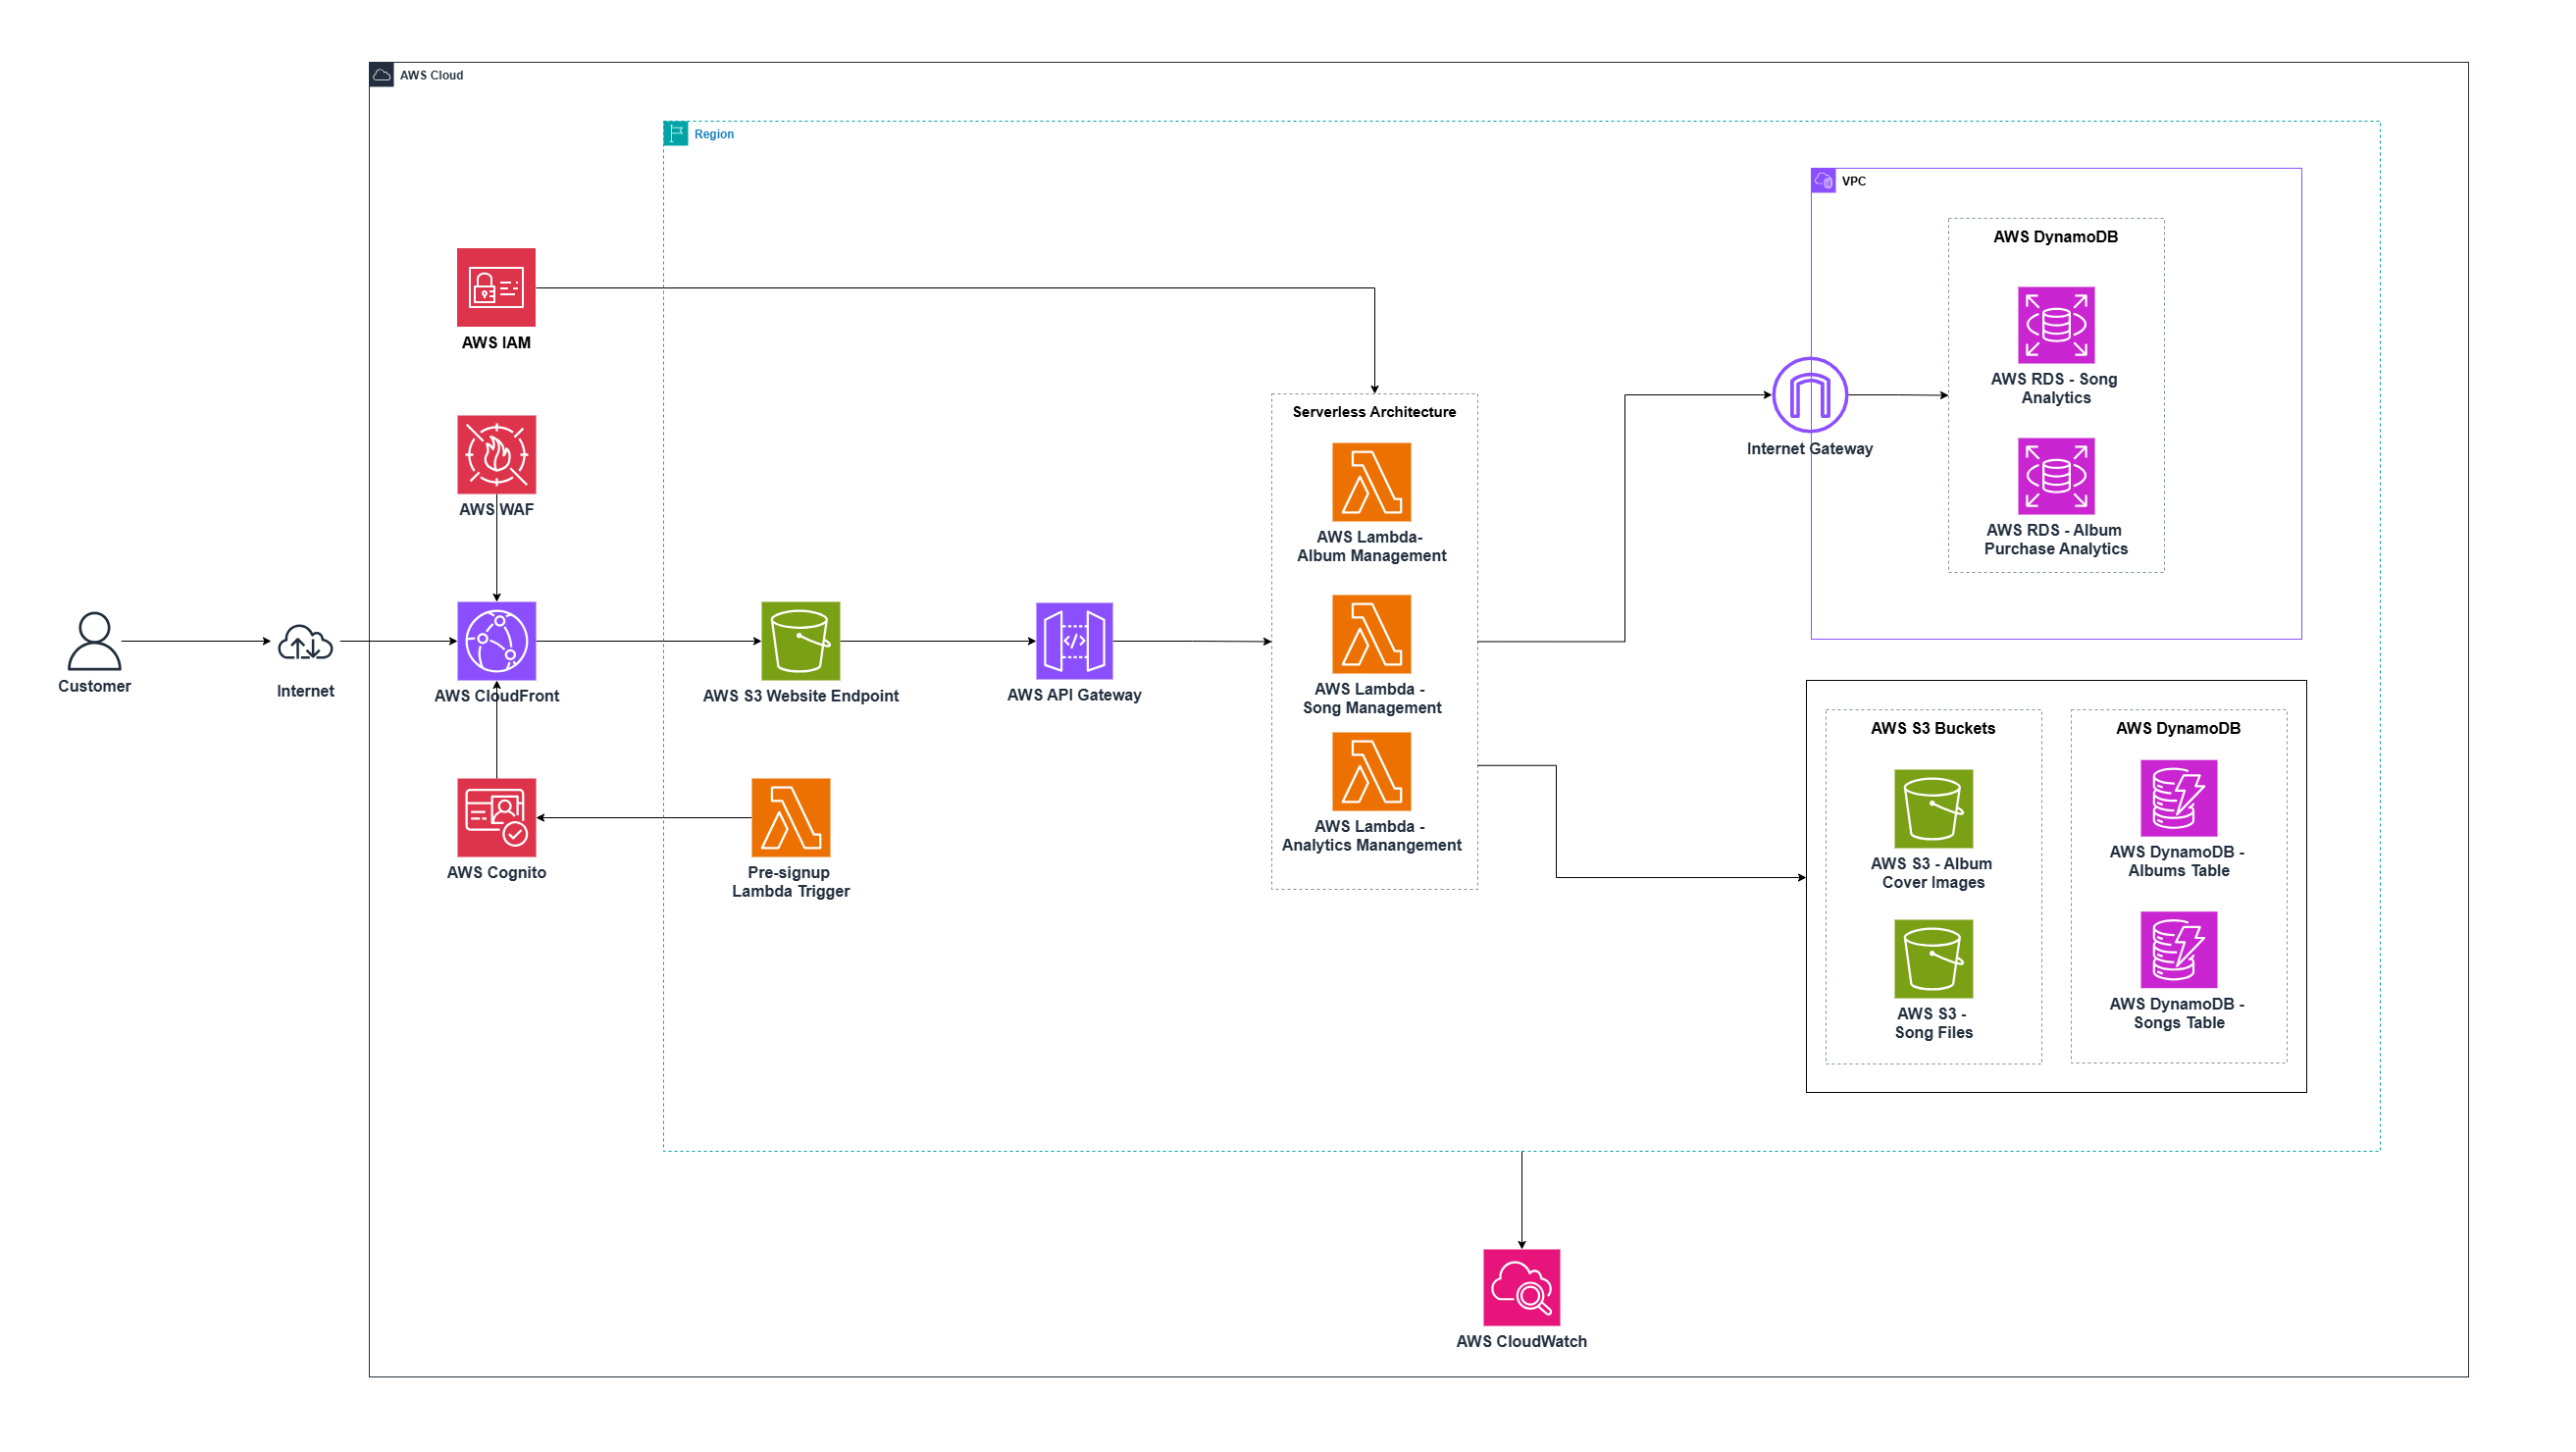 AWS Cloud
Region
VPC
AWS DynamoDB
AWS RDS - Song
Analytics
AWS RDS - Album
Purchase Analytics
AWS IAM
Internet Gateway
Serverless Architecture
AWS Lambda-
Album Management
AWS WAF
Customer
Internet
AWS CloudFront
AWS S3 Website Endpoint
AWS API Gateway
AWS Lambda -
Song Management
AWS Lambda -
Analytics Manangement
AWS Cognito
Pre-signup
Lambda Trigger
AWS S3 Buckets
AWS S3 - Album
Cover Images
AWS S3 -
Song Files
AWS DynamoDB
AWS DynamoDB -
Albums Table
AWS DynamoDB -
Songs Table
AWS CloudWatch